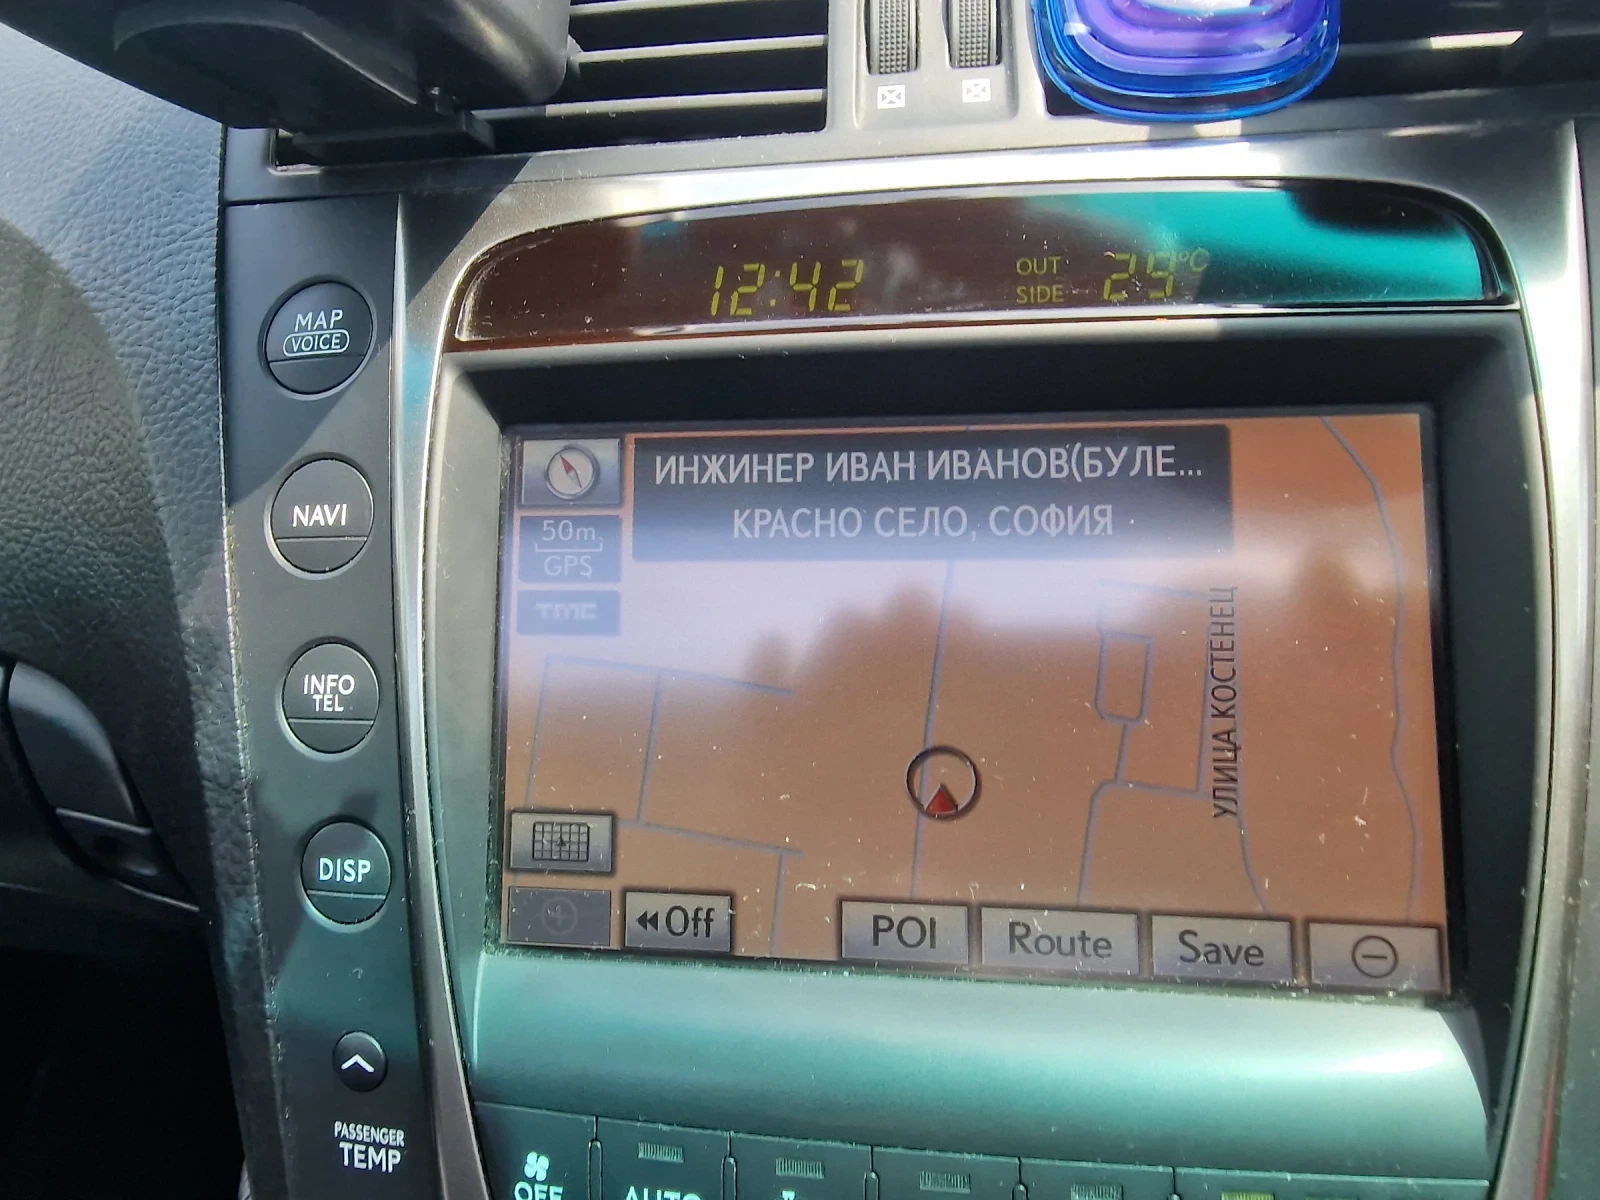 12:42
OUT SIDE 29°C
MAP
VOICE
NAVI
INFO
TEL
DISP
PASSENGER
TEMP
ИНЖИНЕР ИВАН ИВАНОВ(БУЛЕ...
КРАСНО СЕЛО, СОФИЯ
50m
GPS
TMC
УЛИЦА КОСТЕНЕЦ
Off
POI
Route
Save
OFF
AUTO